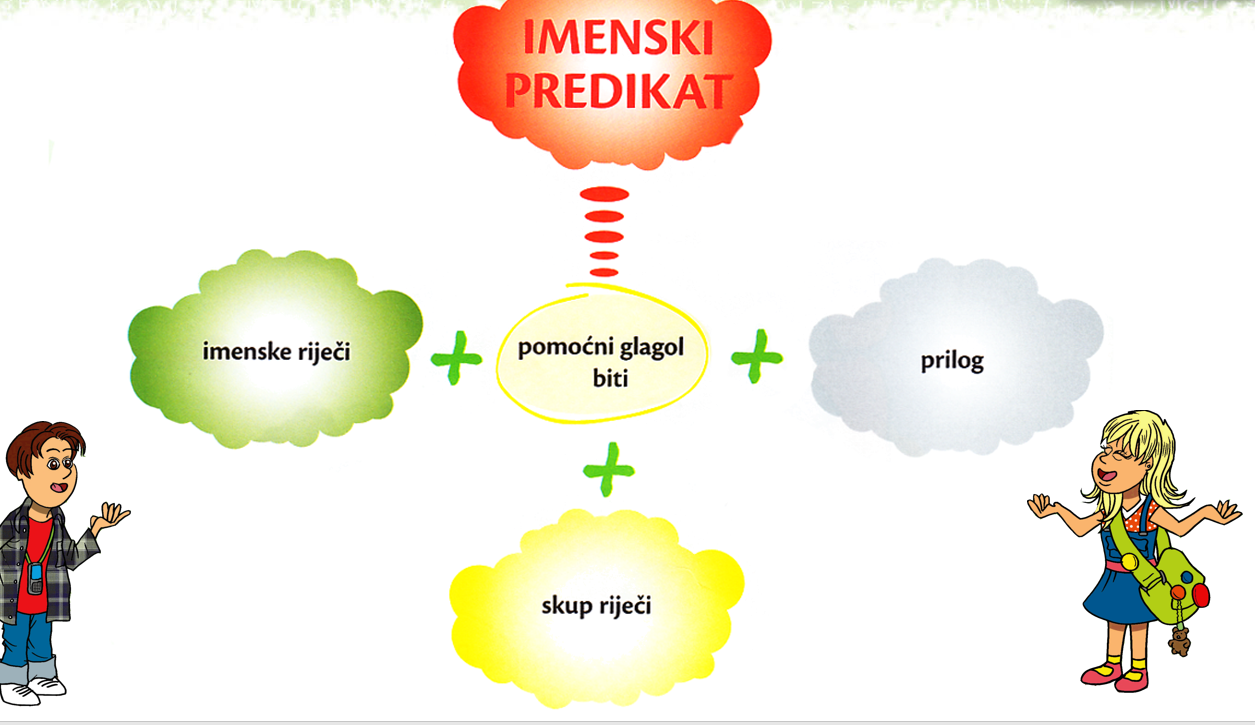 IMENSKI
PREDIKAT
imenske riječi
pomoćni glagol
biti
prilog
skup riječi